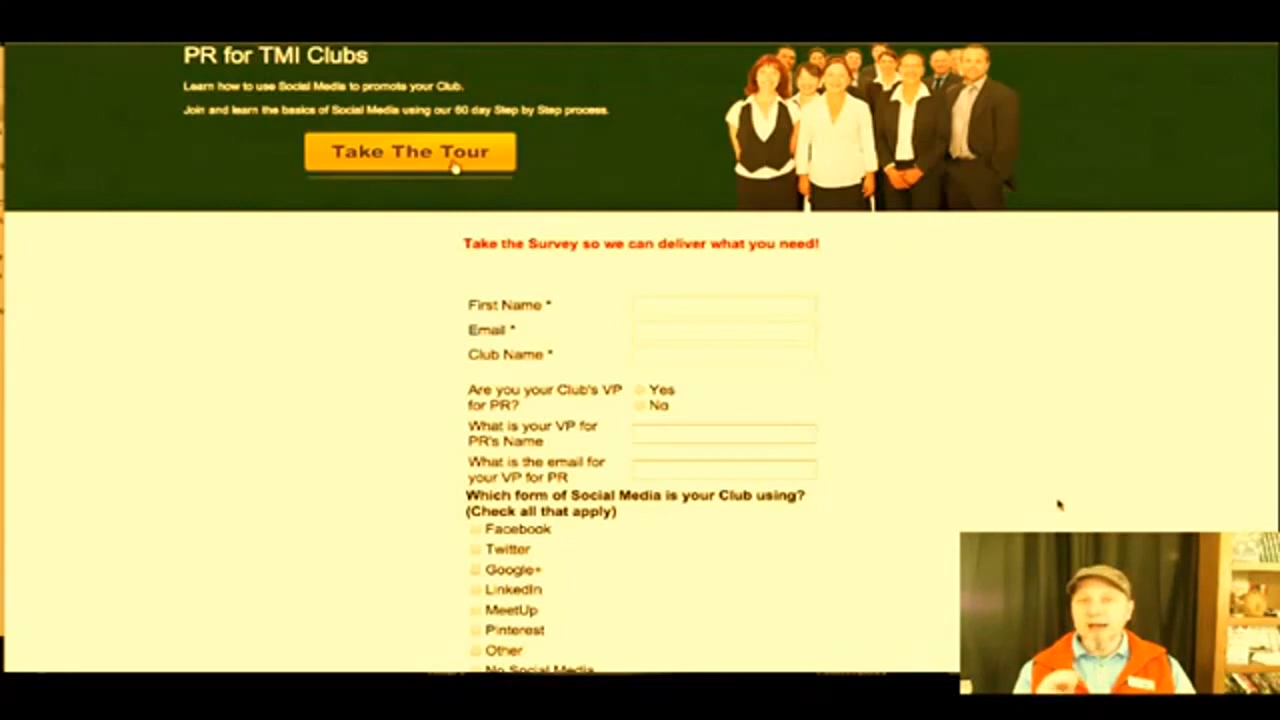 PR for TMI Clubs
Learn how to use Social Media to promote your Club.
Join and learn the basics of Social Media using our 60 day Step by Step process.
Take The Tour
Take the Survey so we can deliver what you need!
First Name *
Email *
Club Name *
Are you your Club's VP
for PR?
Yes
No
What is your VP for
PR's Name
What is the email for
your VP for PR
Which form of Social Media is your Club using?
(Check all that apply)
Facebook
Twitter
Google+
LinkedIn
MeetUp
Pinterest
Other
No Social Media